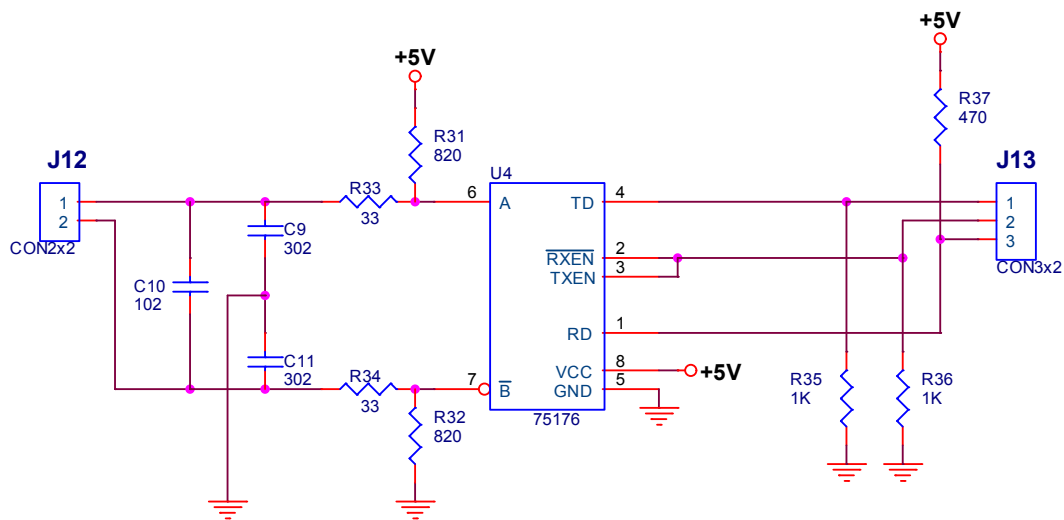 +5V
+5V
R37
470
R31
820
J12
J13
U4
R33
33
6
A
TD
4
1
2
CON2x2
1
2
3
CON3x2
C9
302
RXEN
2
TXEN
3
C10
102
RD
1
C11
302
VCC
8
+5V
GND
5
R34
33
7
B
75176
R32
820
R35
1K
R36
1K